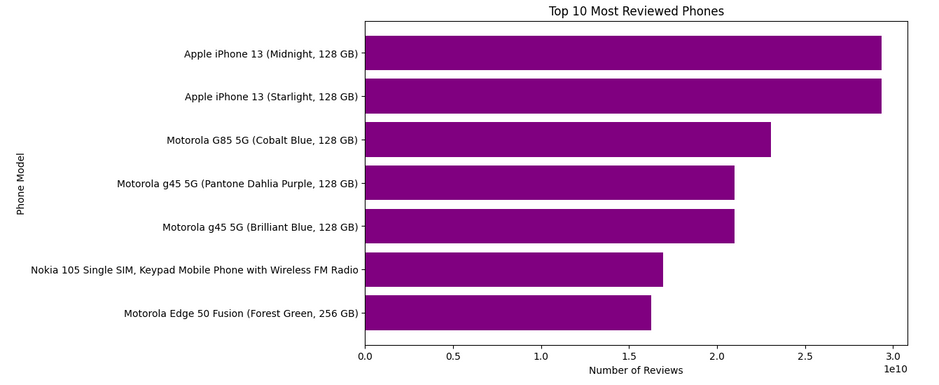 Top 10 Most Reviewed Phones
Apple iPhone 13 (Midnight, 128 GB)
Apple iPhone 13 (Starlight, 128 GB)
Motorola G85 5G (Cobalt Blue, 128 GB)
Motorola g45 5G (Pantone Dahlia Purple, 128 GB)
Motorola g45 5G (Brilliant Blue, 128 GB)
Nokia 105 Single SIM, Keypad Mobile Phone with Wireless FM Radio
Motorola Edge 50 Fusion (Forest Green, 256 GB)
Phone Model
0.0 0.5 1.0 1.5 2.0 2.5 3.0
1e10
Number of Reviews